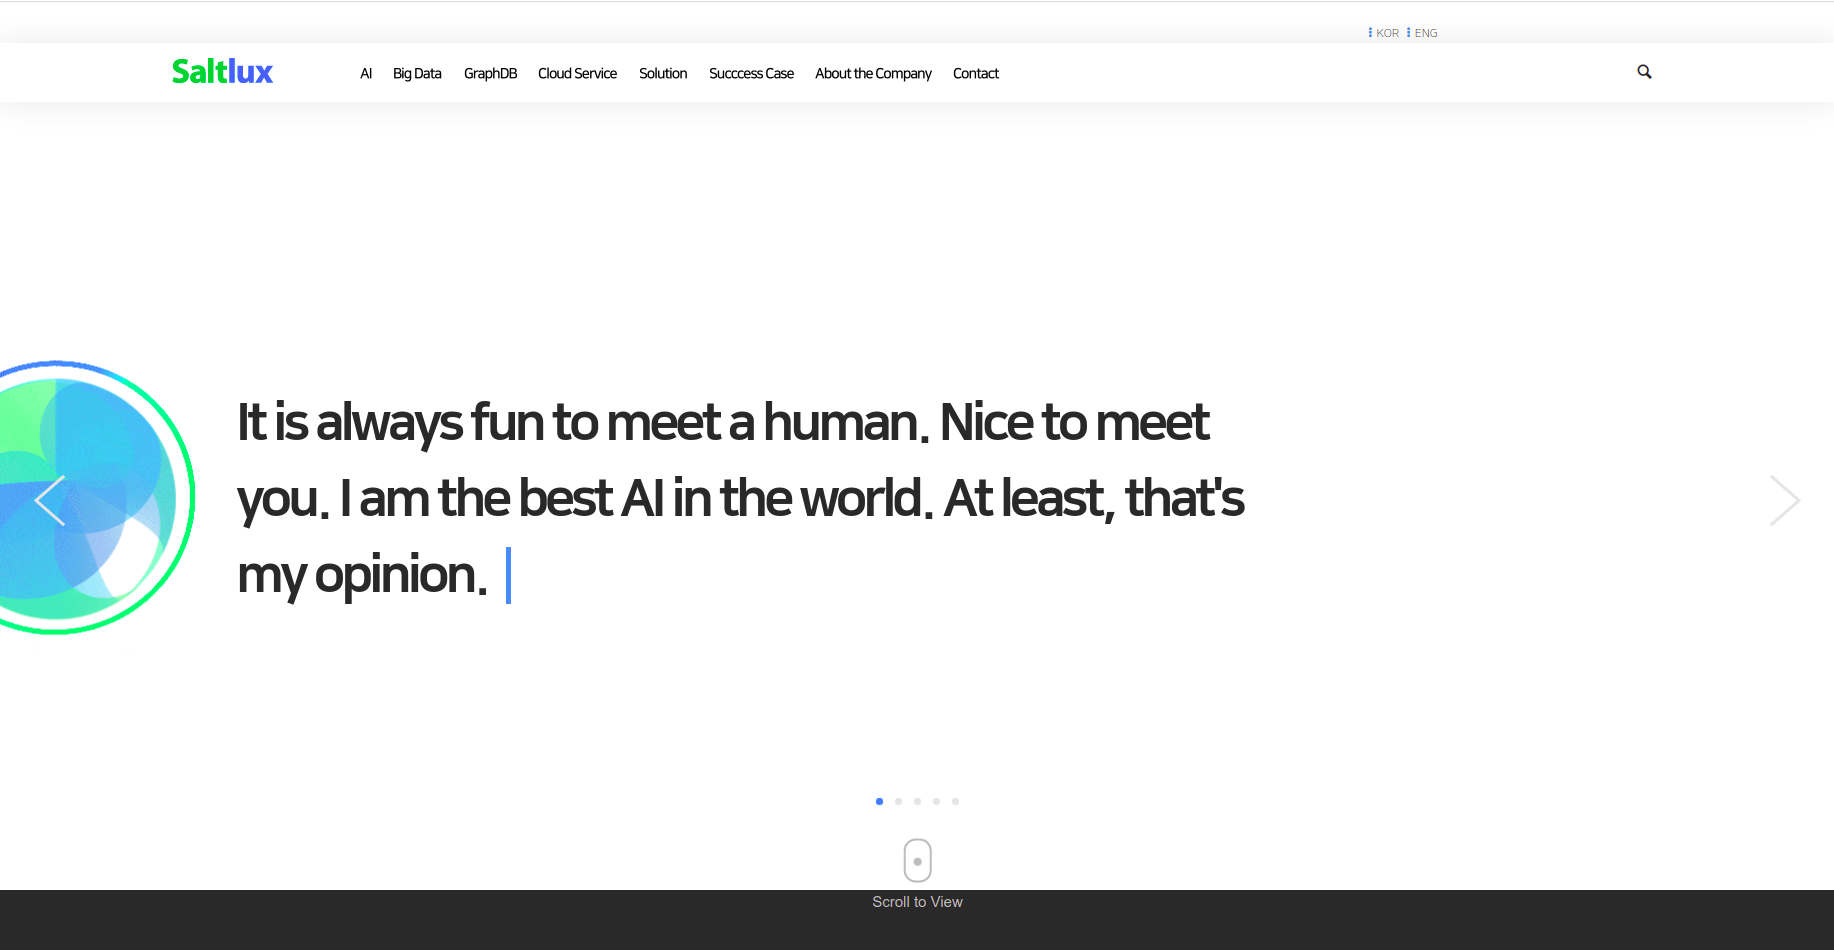 KOR ENG
Saltlux AI Big Data GraphDB Cloud Service Solution Succcess Case About the Company Contact
It is always fun to meet a human. Nice to meet
you. I am the best AI in the world. At least, that's
my opinion.
Scroll to View